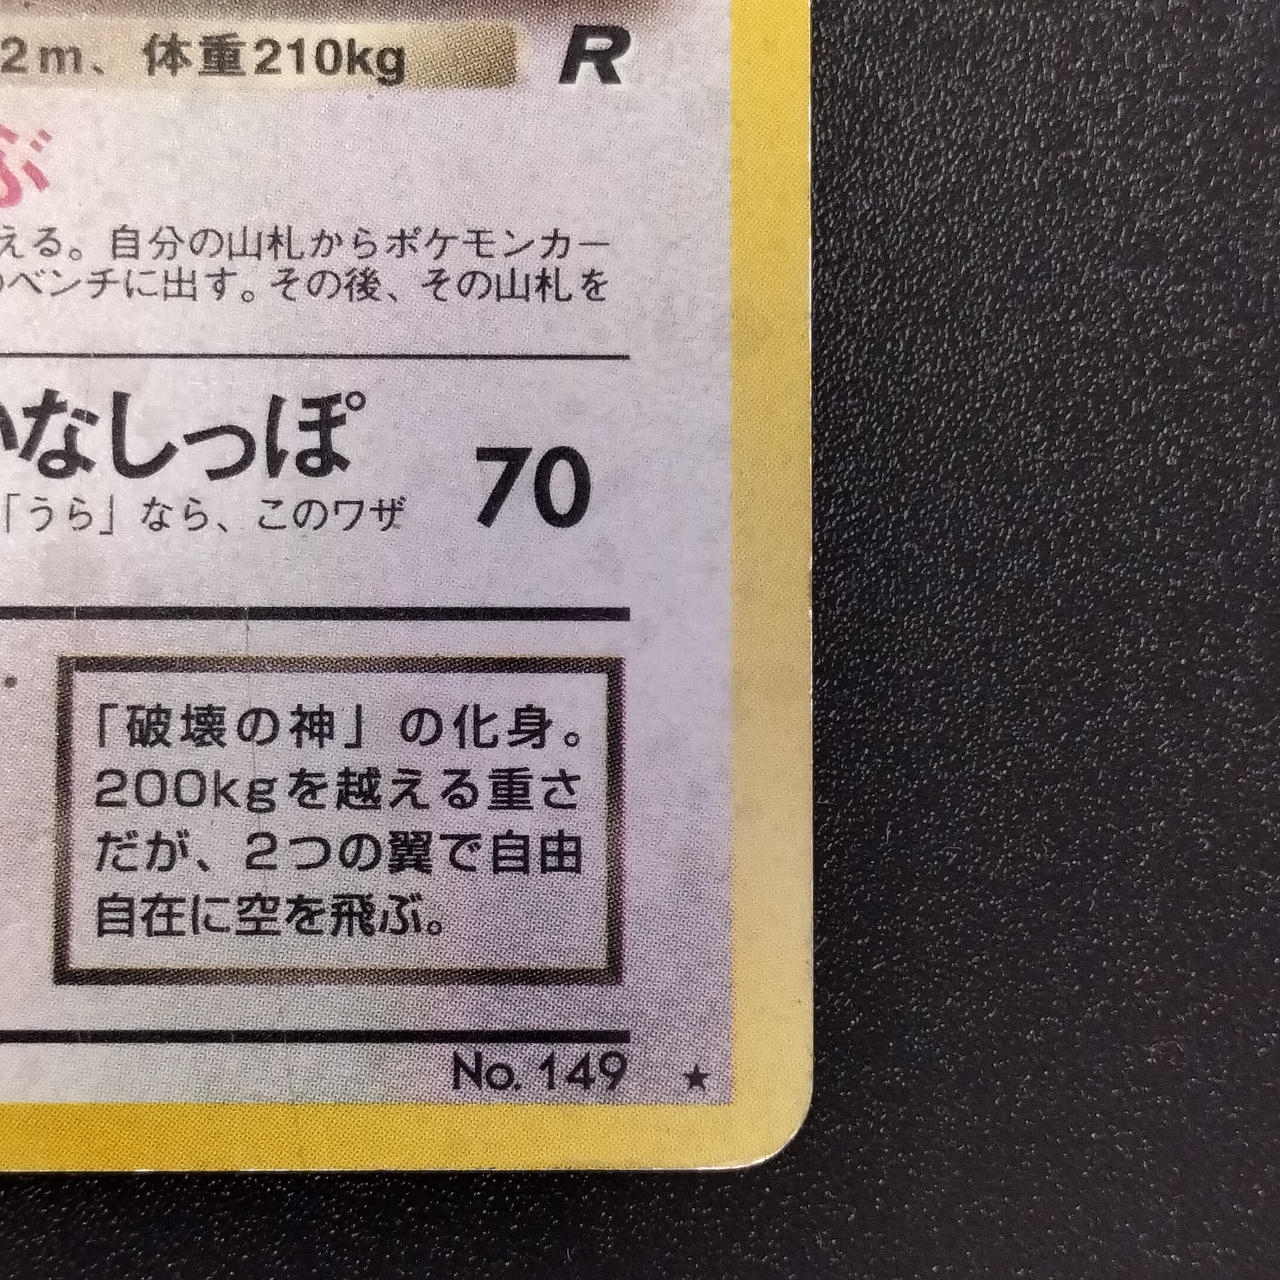 2m、体重210kg R
ぶ
える。自分の山札からポケモンカー
のベンチに出す。その後、その山札を
かなしっぽ 70
「うら」なら、このワザ
「破壊の神」の化身。
200kgを越える重さ
だが、2つの翼で自由
自在に空を飛ぶ。
No. 149 ★